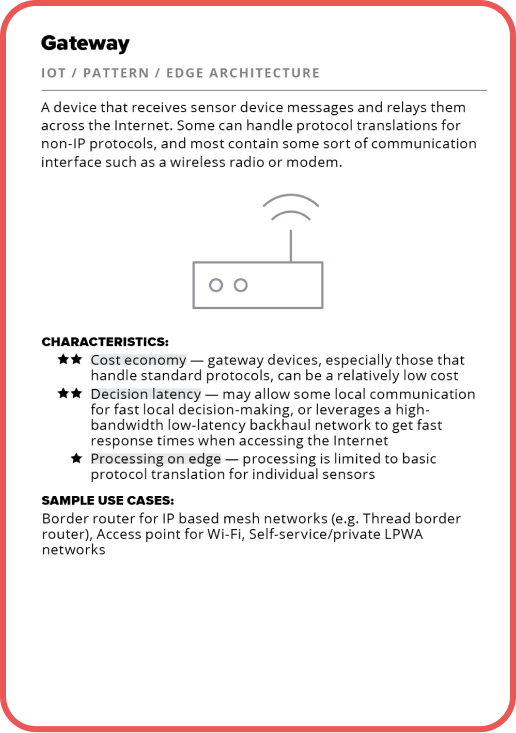 Gateway
IOT / PATTERN / EDGE ARCHITECTURE
A device that receives sensor device messages and relays them
across the Internet. Some can handle protocol translations for
non-IP protocols, and most contain some sort of communication
interface such as a wireless radio or modem.
CHARACTERISTICS:
★★ Cost economy — gateway devices, especially those that
handle standard protocols, can be a relatively low cost
★★ Decision latency — may allow some local communication
for fast local decision-making, or leverages a high-
bandwidth low-latency backhaul network to get fast
response times when accessing the Internet
★ Processing on edge — processing is limited to basic
protocol translation for individual sensors
SAMPLE USE CASES:
Border router for IP based mesh networks (e.g. Thread border
router), Access point for Wi-Fi, Self-service/private LPWA
networks